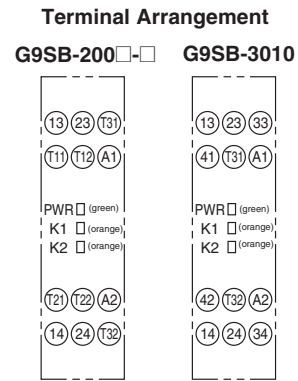 Terminal Arrangement
G9SB-200□-□ G9SB-3010
13 23 T31 13 23 33
T11 T12 A1 41 T31 A1
PWR (green) PWR (green)
K1 (orange) K1 (orange)
K2 (orange) K2 (orange)
T21 T22 A2 42 T32 A2
14 24 T32 14 24 34